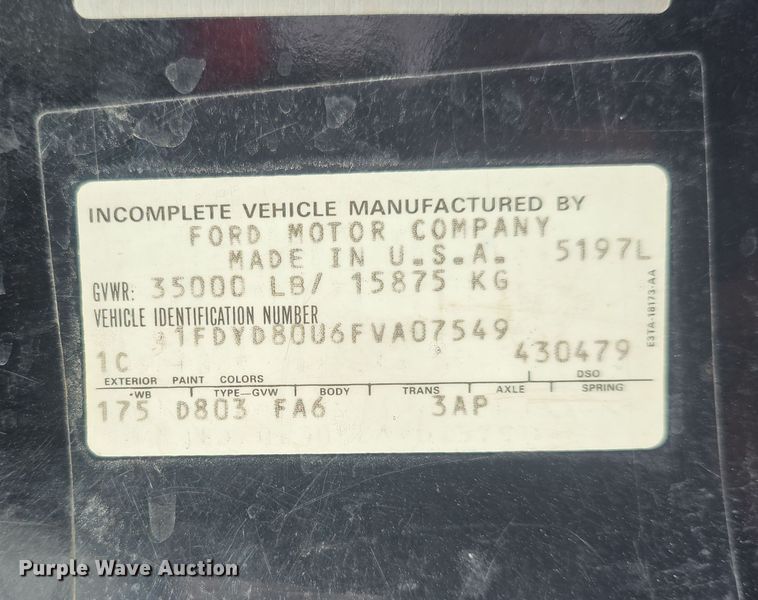 INCOMPLETE VEHICLE MANUFACTURED BY
FORD MOTOR COMPANY
MADE IN U.S.A. 5197L
GVWR: 35000 LB/ 15875 KG
VEHICLE IDENTIFICATION NUMBER
1FDYD80U6FVA07549
1C 430479
EXTERIOR PAINT COLORS DSO
WB TYPE-GVW BODY TRANS AXLE SPRING
175 D803 FA6 3AP
E3TA-18173-AA
Purple Wave Auction